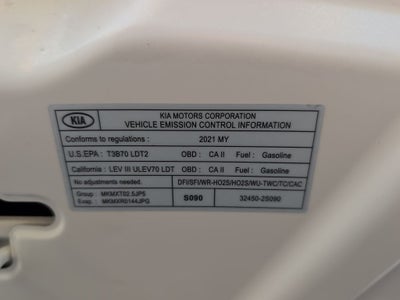 KIA
KIA MOTORS CORPORATION
VEHICLE EMISSION CONTROL INFORMATION
Conforms to regulations : 2021 MY
U.S.EPA : T3B70 LDT2 OBD : CA II Fuel : Gasoline
California : LEV III ULEV70 LDT OBD : CA II Fuel : Gasoline
No adjustments needed. DFI/SFI/WR-HO2S/HO2S/WU-TWC/TC/CAC
Group : MKMXT02.5JP5
Evap. : MKMXR0144JPG S090 32450-2S090